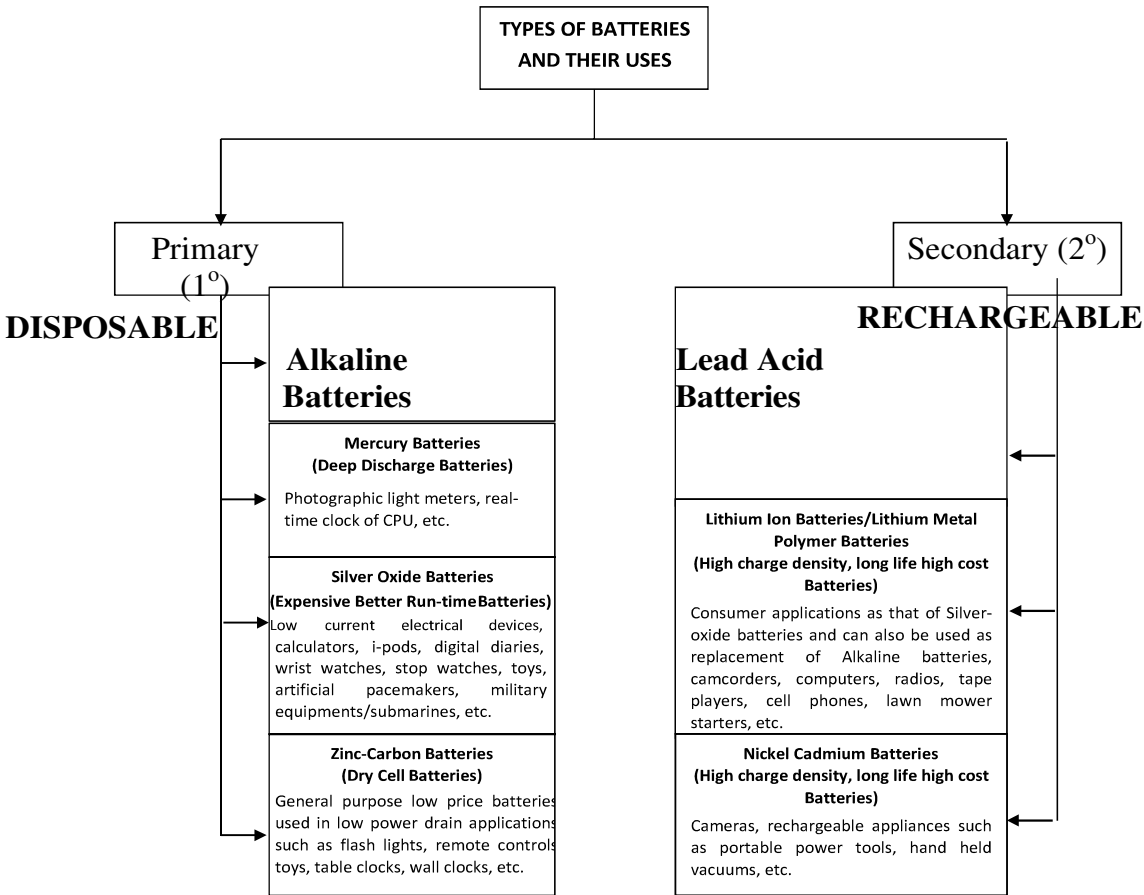 TYPES OF BATTERIES
AND THEIR USES
Primary
(1º)
DISPOSABLE
Alkaline
Batteries
Mercury Batteries
(Deep Discharge Batteries)
Photographic light meters, real-
time clock of CPU, etc.
Silver Oxide Batteries
(Expensive Better Run-timeBatteries)
Low current electrical devices,
calculators, i-pods, digital diaries,
wrist watches, stop watches, toys,
artificial pacemakers, military
equipments/submarines, etc.
Zinc-Carbon Batteries
(Dry Cell Batteries)
General purpose low price batteries
used in low power drain applications
such as flash lights, remote controls
toys, table clocks, wall clocks, etc.
Secondary (2º)
RECHARGEABLE
Lead Acid
Batteries
Lithium Ion Batteries/Lithium Metal
Polymer Batteries
(High charge density, long life high cost
Batteries)
Consumer applications as that of Silver-
oxide batteries and can also be used as
replacement of Alkaline batteries,
camcorders, computers, radios, tape
players, cell phones, lawn mower
starters, etc.
Nickel Cadmium Batteries
(High charge density, long life high cost
Batteries)
Cameras, rechargeable appliances such
as portable power tools, hand held
vacuums, etc.